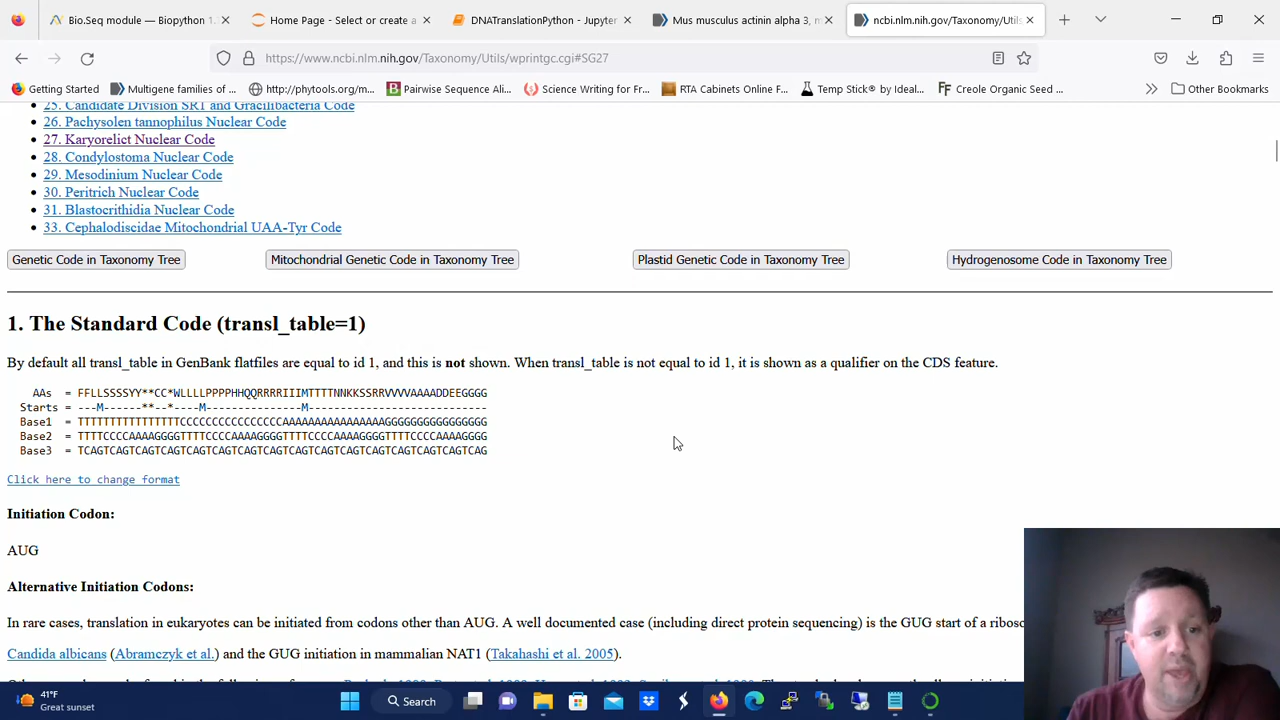 Bio.Seq module — Biopython 1.
Home Page - Select or create a
DNATranslationPython - Jupyter
Mus musculus actinin alpha 3, m
ncbi.nlm.nih.gov/Taxonomy/Utils
https://www.ncbi.nlm.nih.gov/Taxonomy/Utils/wprintgc.cgi#SG27
Getting Started
Multigene families of ...
http://phytools.org/m...
Pairwise Sequence Ali...
Science Writing for Fr...
RTA Cabinets Online F...
Temp Stick® by Ideal...
Creole Organic Seed ...
Other Bookmarks
25. Candidate Division SR1 and Gracilibacteria Code
26. Pachysolen tannophilus Nuclear Code
27. Karyorelict Nuclear Code
28. Condylostoma Nuclear Code
29. Mesodinium Nuclear Code
30. Peritrich Nuclear Code
31. Blastocrithidia Nuclear Code
33. Cephalodiscidae Mitochondrial UAA-Tyr Code
Genetic Code in Taxonomy Tree
Mitochondrial Genetic Code in Taxonomy Tree
Plastid Genetic Code in Taxonomy Tree
Hydrogenosome Code in Taxonomy Tree
1. The Standard Code (transl_table=1)
By default all transl_table in GenBank flatfiles are equal to id 1, and this is not shown. When transl_table is not equal to id 1, it is shown as a qualifier on the CDS feature.
AAs = FFLLSSSSYY**CC*WLLLLPPPPHHQQRRRRIIIMTTTTNNKKSSRRVVVVAAAADDEEGGGG
Starts = ---M------**--*----M---------------M----------------------------
Base1 = TTTTTTTTTTTTTTTTCCCCCCCCCCCCCCCCAAAAAAAAAAAAAAAAGGGGGGGGGGGGGGGG
Base2 = TTTTCCCCAAAAGGGGTTTTCCCCAAAAGGGGTTTTCCCCAAAAGGGGTTTTCCCCAAAAGGGG
Base3 = TCAGTCAGTCAGTCAGTCAGTCAGTCAGTCAGTCAGTCAGTCAGTCAGTCAGTCAGTCAGTCAG
Click here to change format
Initiation Codon:
AUG
Alternative Initiation Codons:
In rare cases, translation in eukaryotes can be initiated from codons other than AUG. A well documented case (including direct protein sequencing) is the GUG start of a riboso
Candida albicans (Abramczyk et al.) and the GUG initiation in mammalian NAT1 (Takahashi et al. 2005).
41°F
Great sunset
Search